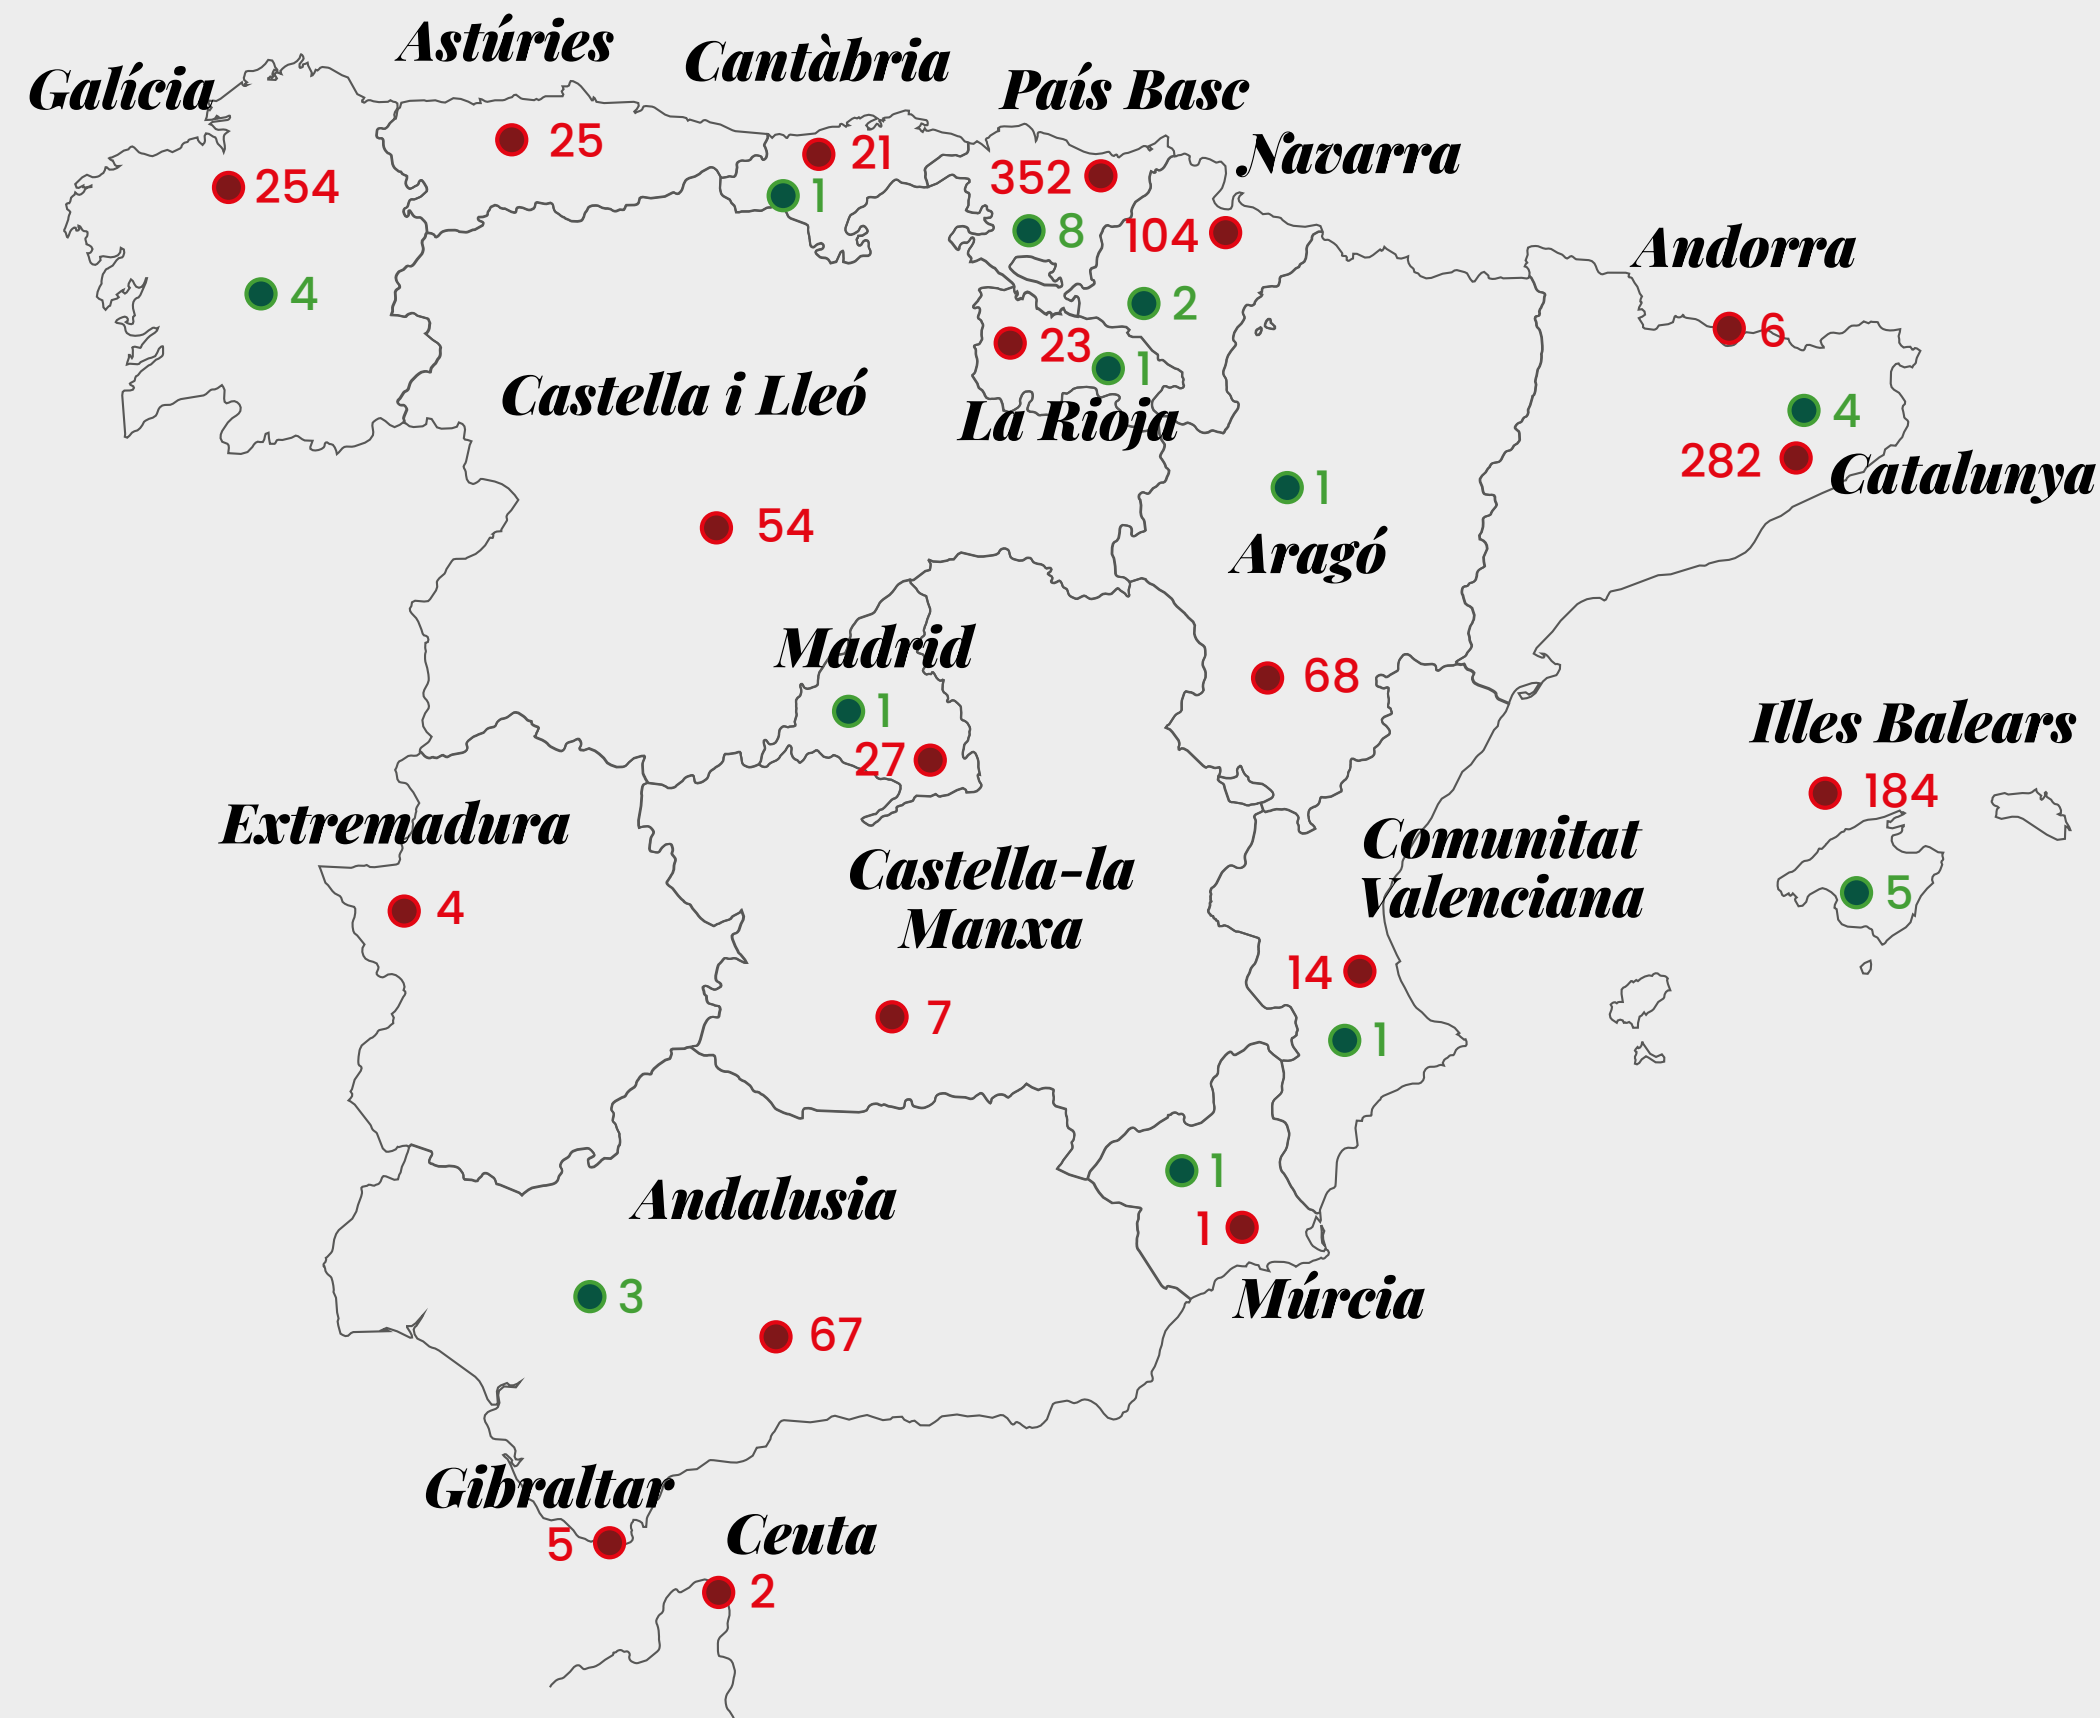 Astúries
Cantàbria
Galícia
País Basc
Navarra
25
21
1
352
8
104
254
4
2
23
1
La Rioja
Andorra
6
4
282
Catalunya
Castella i Lleó
54
1
Aragó
68
Madrid
1
27
Illes Balears
184
5
Extremadura
4
Castella-la
Manxa
7
Comunitat
Valenciana
14
1
1
1
Múrcia
Andalusia
3
67
Gibraltar
5
Ceuta
2